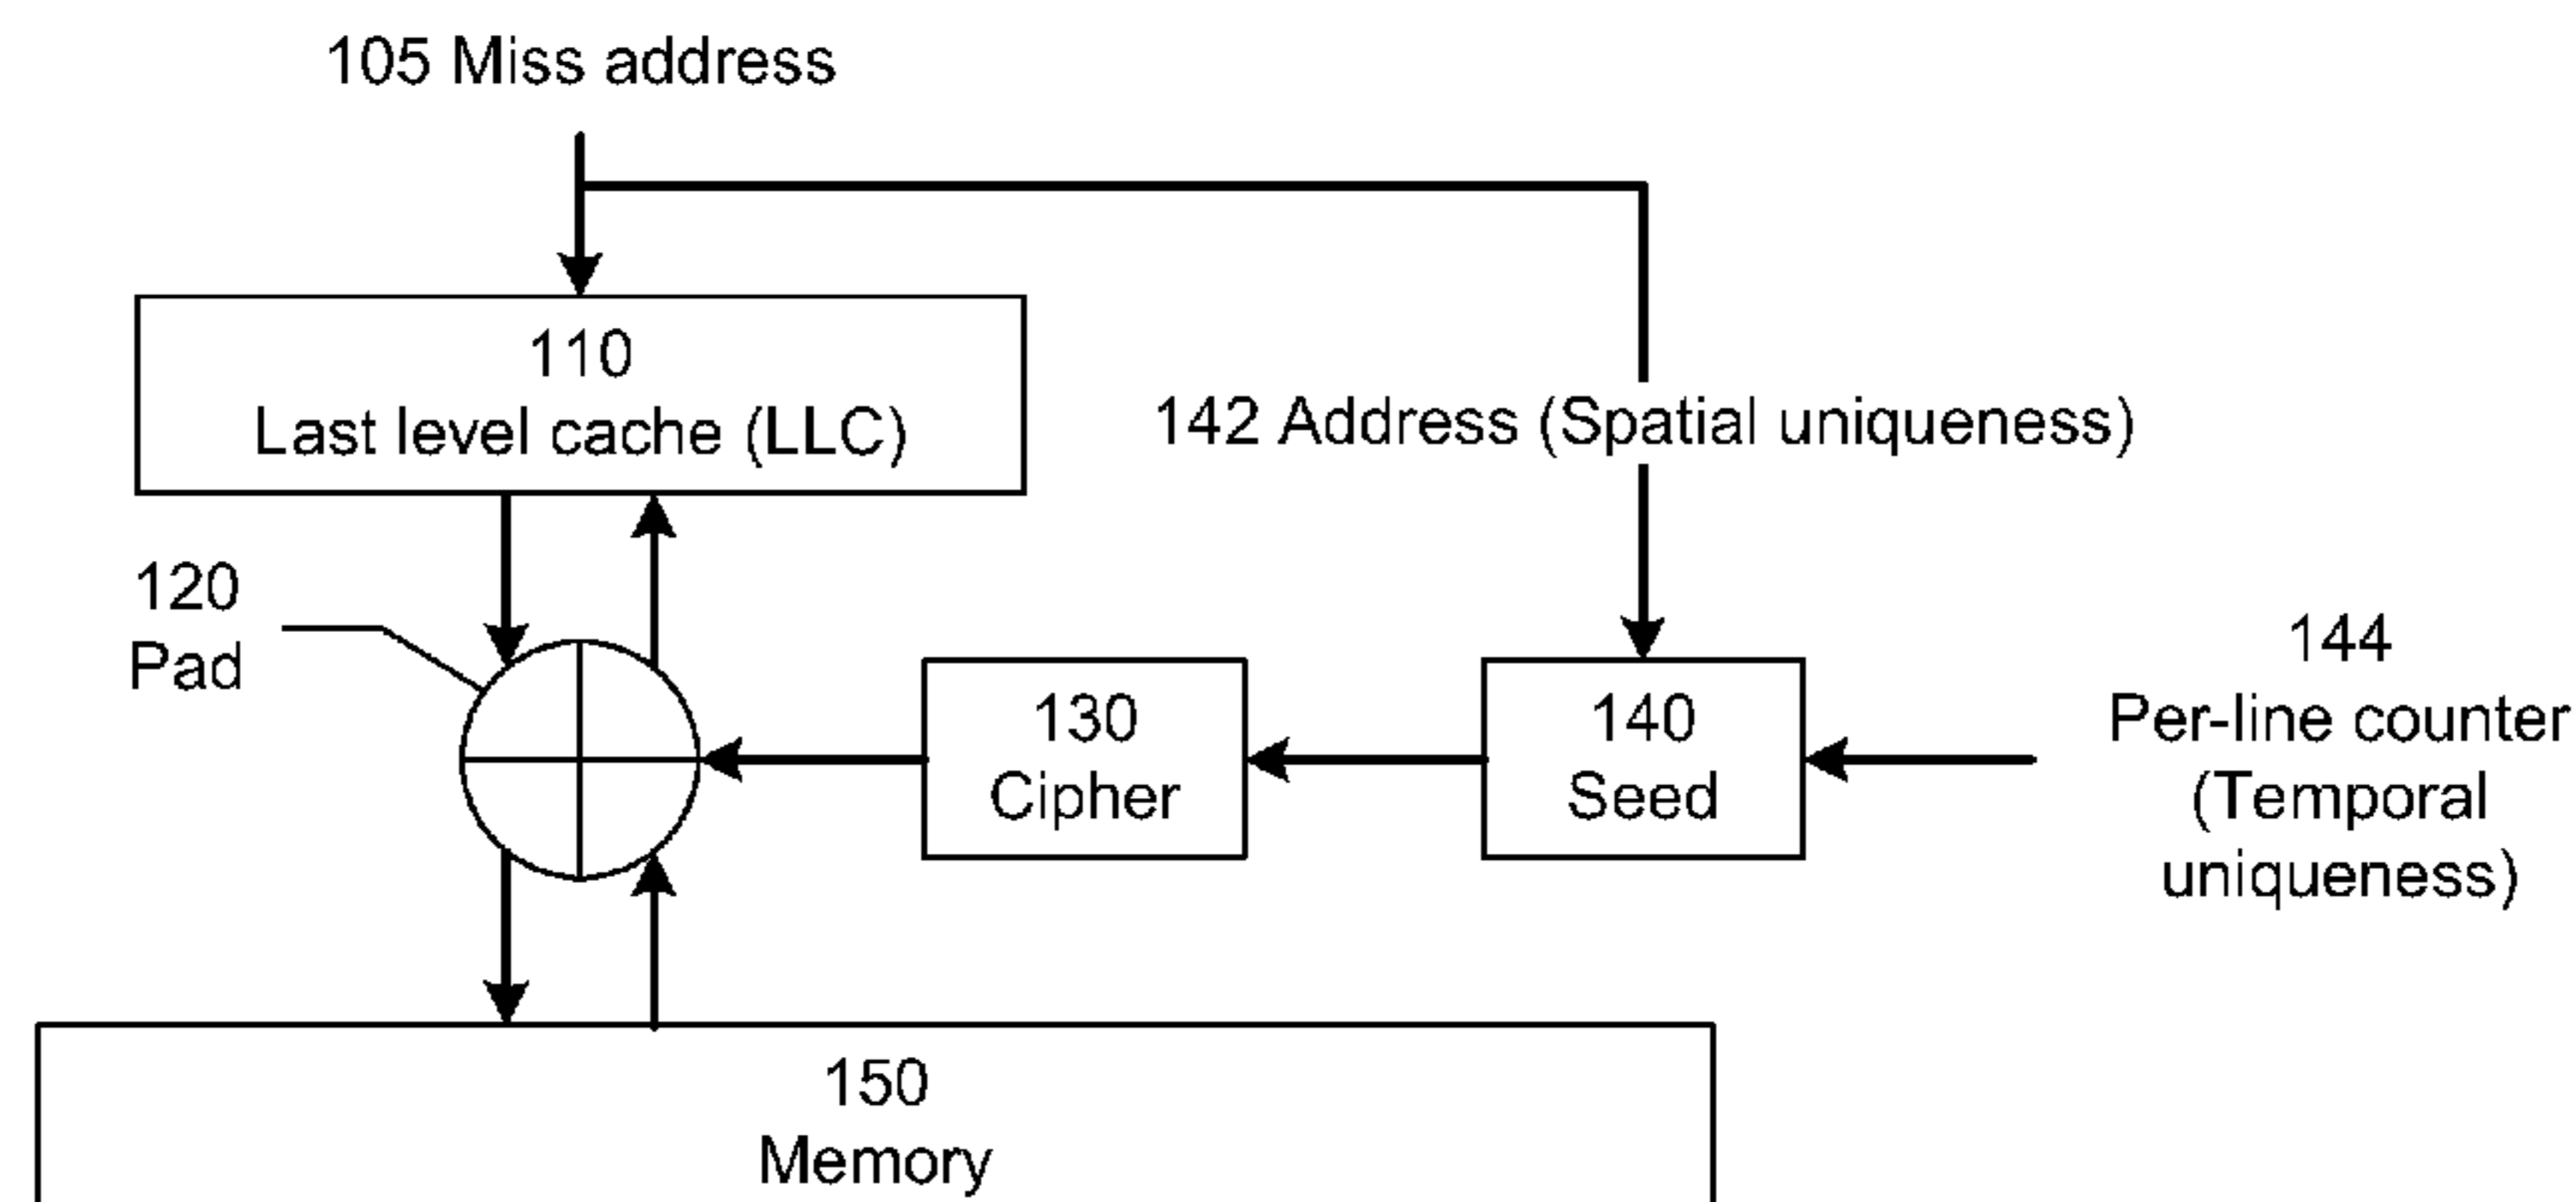 105 Miss address
110
Last level cache (LLC)
142 Address (Spatial uniqueness)
120
Pad
130
Cipher
140
Seed
144
Per-line counter
(Temporal
uniqueness)
150
Memory